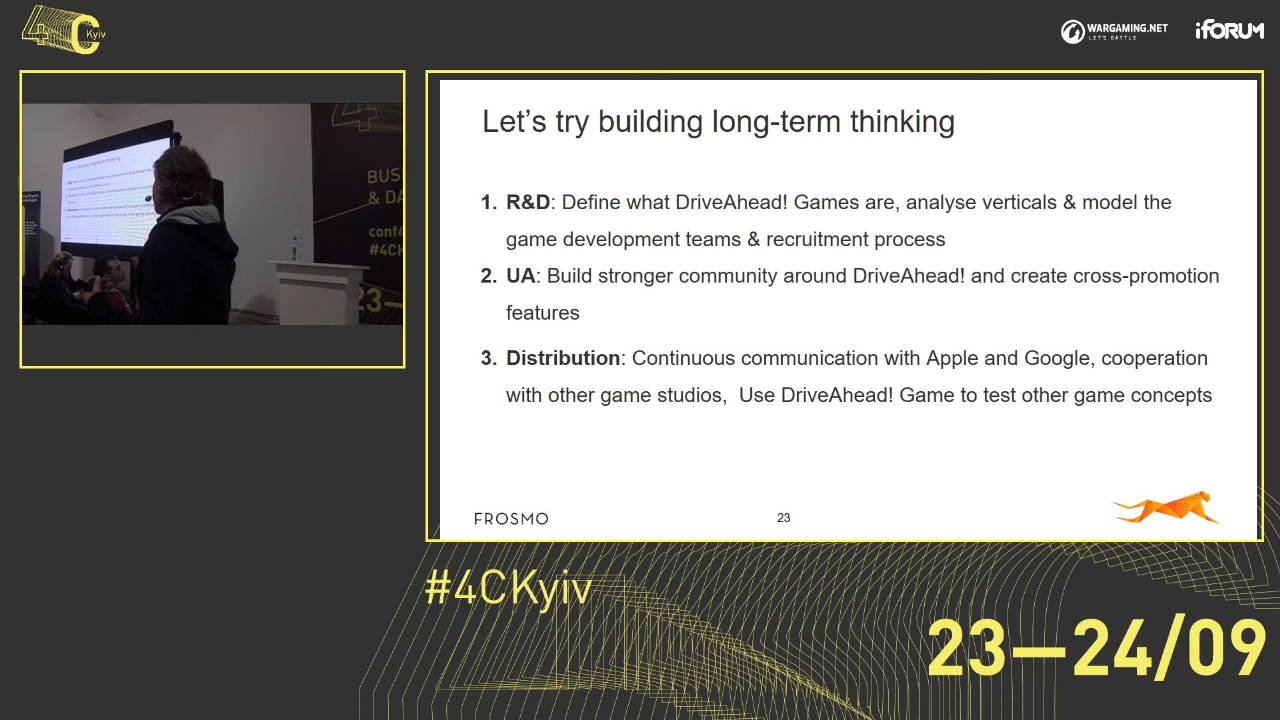 4C Kyiv
WARGAMING.NET
LET'S BATTLE
iFORUM
Let's try building long-term thinking
BUS
& DA
conf4
#4CK
23—
1. R&D: Define what DriveAhead! Games are, analyse verticals & model the
game development teams & recruitment process
2. UA: Build stronger community around DriveAhead! and create cross-promotion
features
3. Distribution: Continuous communication with Apple and Google, cooperation
with other game studios,  Use DriveAhead! Game to test other game concepts
FROSMO
23
#4CKyiv
23—24/09